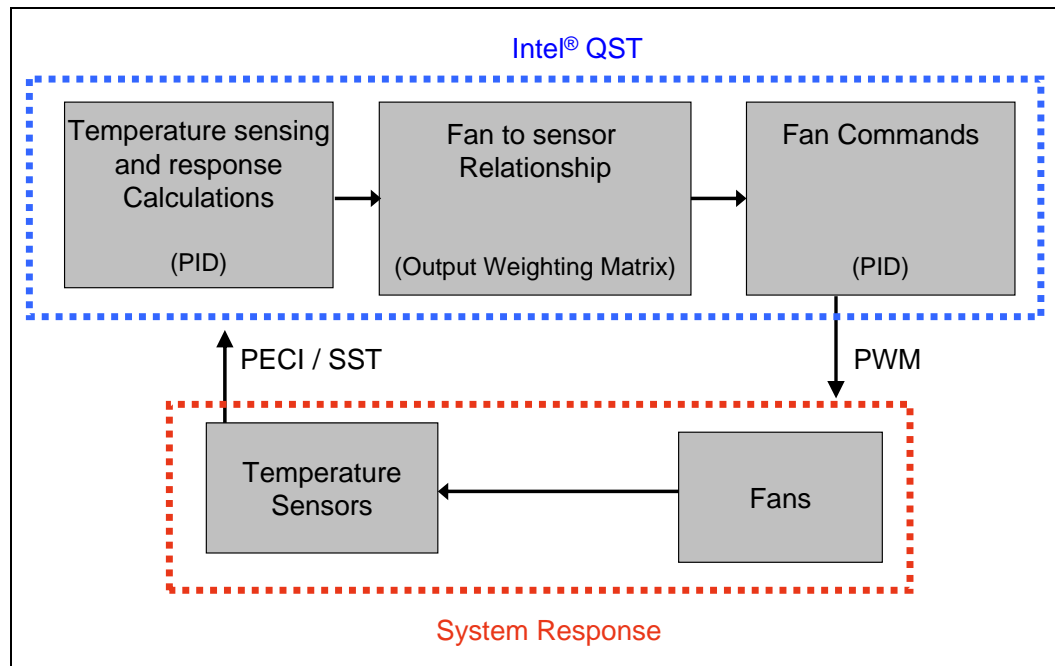 Intel® QST
Temperature sensing
and response
Calculations
(PID)
Fan to sensor
Relationship
(Output Weighting Matrix)
Fan Commands
(PID)
PECI / SST
PWM
Temperature
Sensors
Fans
System Response